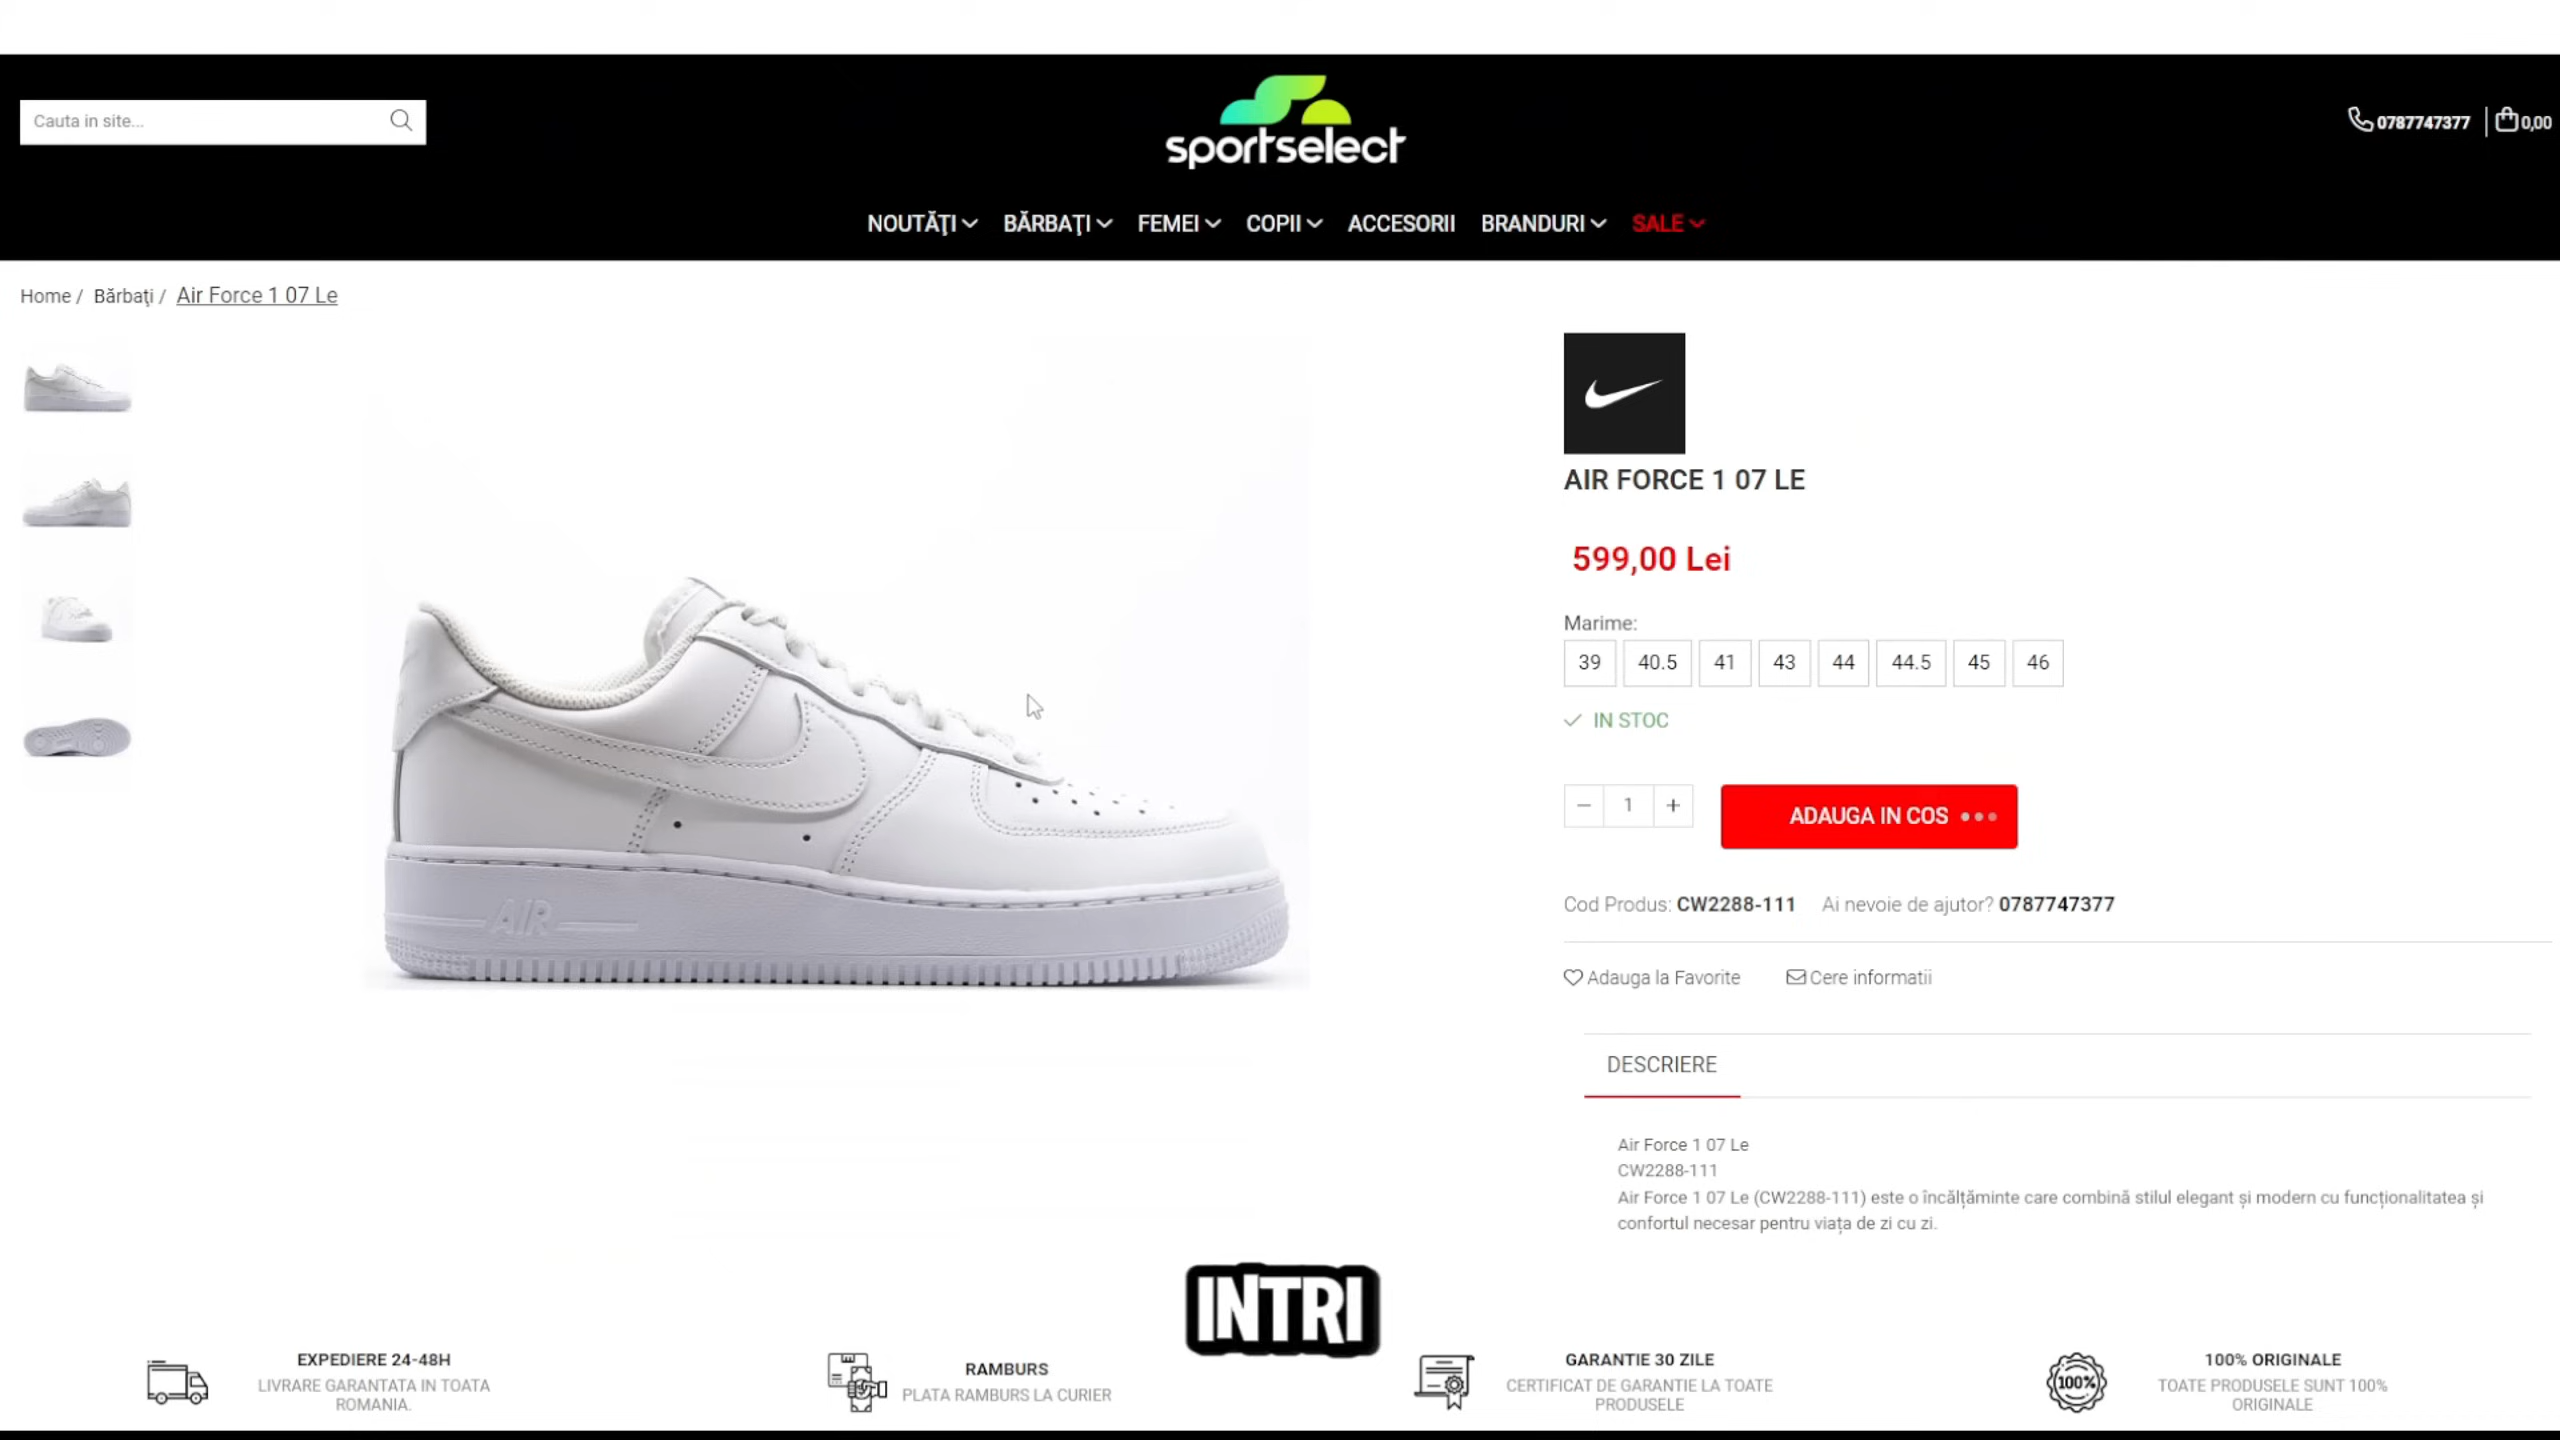 Cauta in site...
sportselect
0787747377
0,00
NOUTĂŢI
BĂRBAŢI
FEMEI
COPII
ACCESORII
BRANDURI
SALE
Home / Bărbaţi / Air Force 1 07 Le
AIR
AIR FORCE 1 07 LE
599,00 Lei
Marime:
39 40.5 41 43 44 44.5 45 46
IN STOC
1
ADAUGA IN COS
Cod Produs: CW2288-111 Ai nevoie de ajutor? 0787747377
Adauga la Favorite Cere informatii
DESCRIERE
Air Force 1 07 Le
CW2288-111
Air Force 1 07 Le (CW2288-111) este o încălțăminte care combină stilul elegant și modern cu funcționalitatea și
confortul necesar pentru viața de zi cu zi.
INTRI
EXPEDIERE 24-48H
LIVRARE GARANTATA IN TOATA
ROMANIA.
RAMBURS
PLATA RAMBURS LA CURIER
GARANTIE 30 ZILE
CERTIFICAT DE GARANTIE LA TOATE
PRODUSELE
100%
100% ORIGINALE
TOATE PRODUSELE SUNT 100%
ORIGINALE